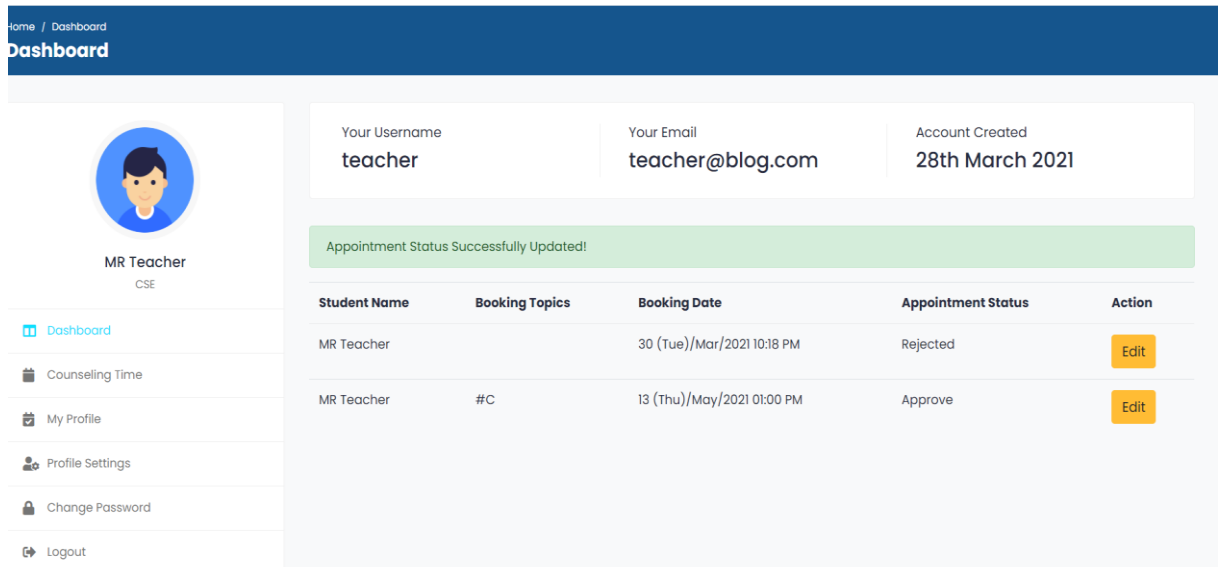 Home / Dashboard
Dashboard
MR Teacher
CSE
Dashboard
Counseling Time
My Profile
Profile Settings
Change Password
Logout
Your Username
teacher
Your Email
teacher@blog.com
Account Created
28th March 2021
Appointment Status Successfully Updated!
Student Name Booking Topics Booking Date Appointment Status Action
MR Teacher 30 (Tue)/Mar/2021 10:18 PM Rejected Edit
MR Teacher #C 13 (Thu)/May/2021 01:00 PM Approve Edit